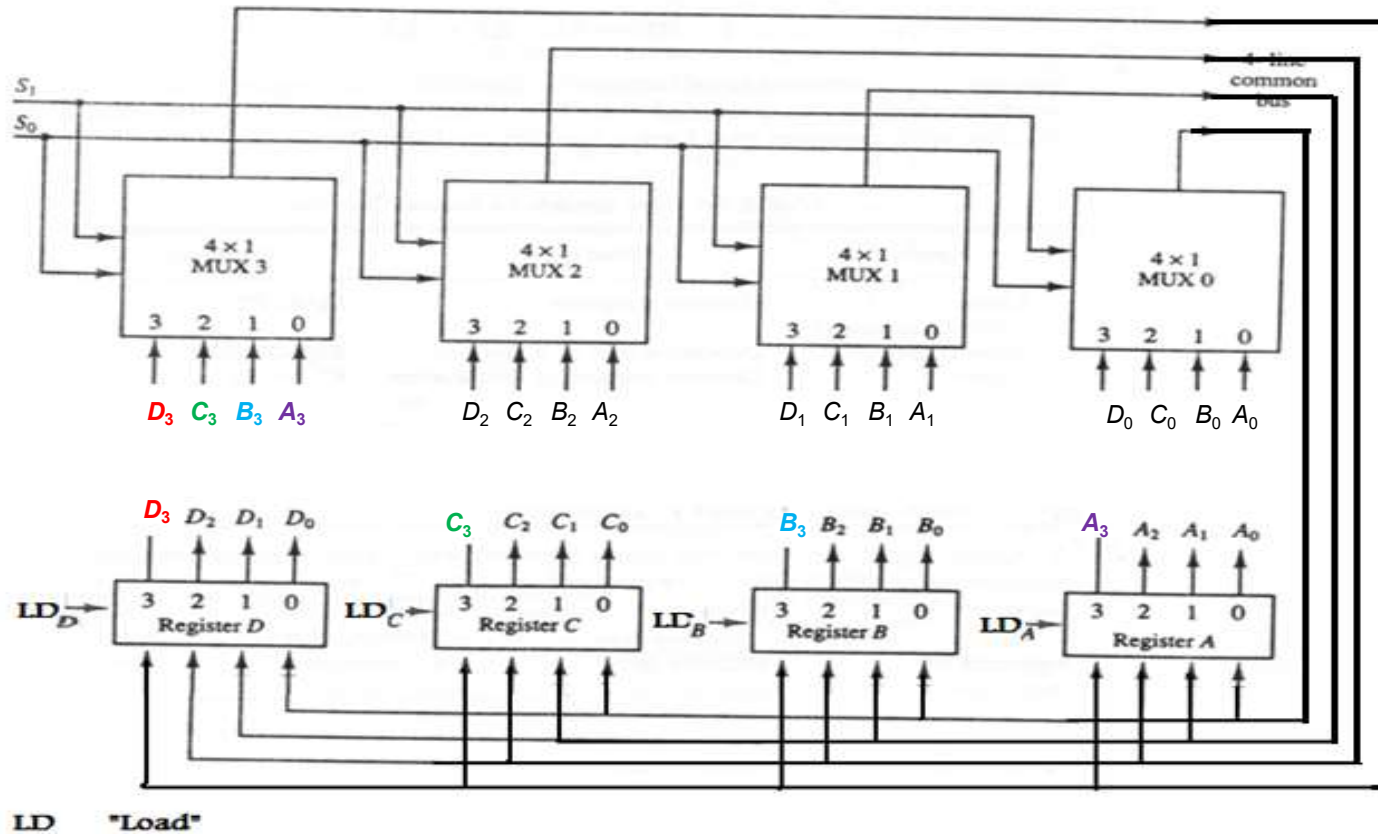 4-line
common
bus
S₁
S₀
4 × 1
MUX 3
3 2 1 0
4 × 1
MUX 2
3 2 1 0
4 × 1
MUX 1
3 2 1 0
4 × 1
MUX 0
3 2 1 0
D₃ C₃ B₃ A₃
D₂ C₂ B₂ A₂
D₁ C₁ B₁ A₁
D₀ C₀ B₀ A₀
D₃ D₂ D₁ D₀
C₃ C₂ C₁ C₀
B₃ B₂ B₁ B₀
A₃ A₂ A₁ A₀
LD_D
3 2 1 0
Register D
LD_C
3 2 1 0
Register C
LD_B
3 2 1 0
Register B
LD_A
3 2 1 0
Register A
LD "Load"